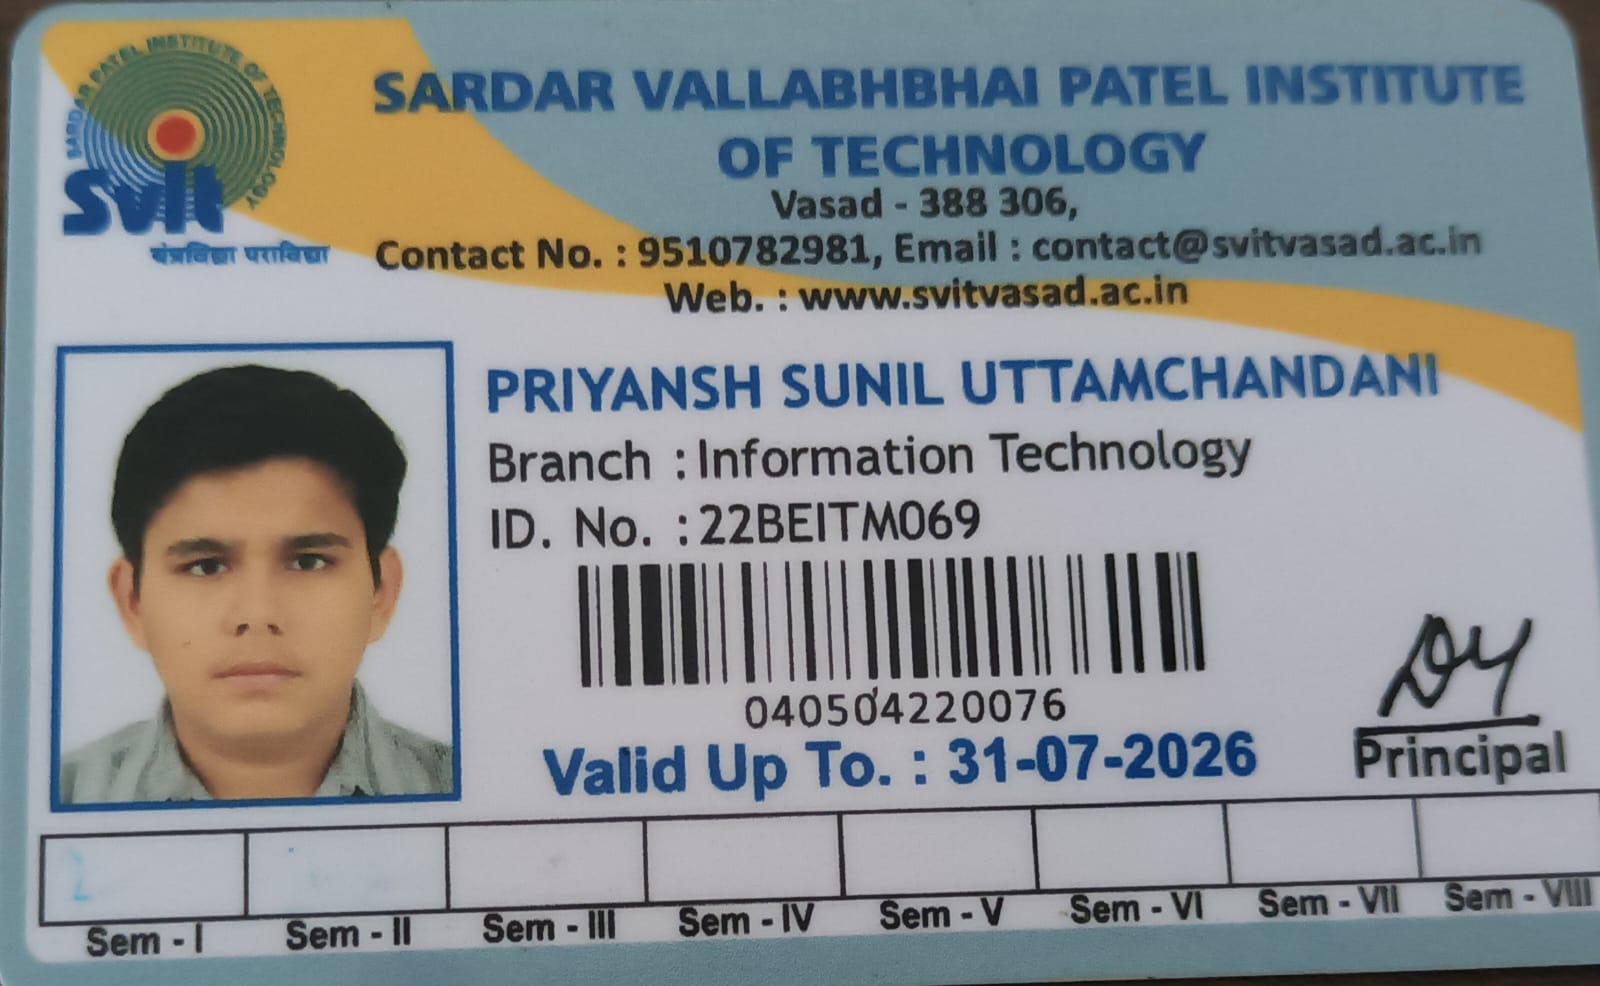 SARDAR PATEL INSTITUTE OF TECHNOLOGY
svit
यंत्रविद्या पराविद्या
SARDAR VALLABHBHAI PATEL INSTITUTE
OF TECHNOLOGY
Vasad - 388 306,
Contact No. : 9510782981, Email : contact@svitvasad.ac.in
Web. : www.svitvasad.ac.in
PRIYANSH SUNIL UTTAMCHANDANI
Branch : Information Technology
ID. No. : 22BEITM069
040504220076
Valid Up To. : 31-07-2026
Principal
Sem - I Sem - II Sem - III Sem - IV Sem - V Sem - VI Sem - VII Sem - VIII